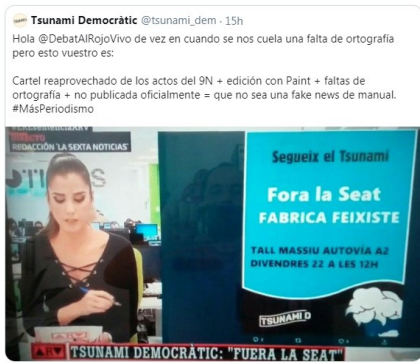 Tsunami Democràtic @tsunami_dem · 15h
Hola @DebatAlRojoVivo de vez en cuando se nos cuela una falta de ortografía
pero esto vuestro es:
Cartel reaprovechado de los actos del 9N + edición con Paint + faltas de
ortografía + no publicada oficialmente = que no sea una fake news de manual.
#MásPeriodismo
DIRECTO
REDACCIÓN 'LA SEXTA NOTICIAS'
Segueix el Tsunami
Fora la Seat
FABRICA FEIXISTE
TALL MASSIU AUTOVÍA A2
DIVENDRES 22 A LES 12H
TSUNAMI D
ARV TSUNAMI DEMOCRÀTIC: "FUERA LA SEAT"